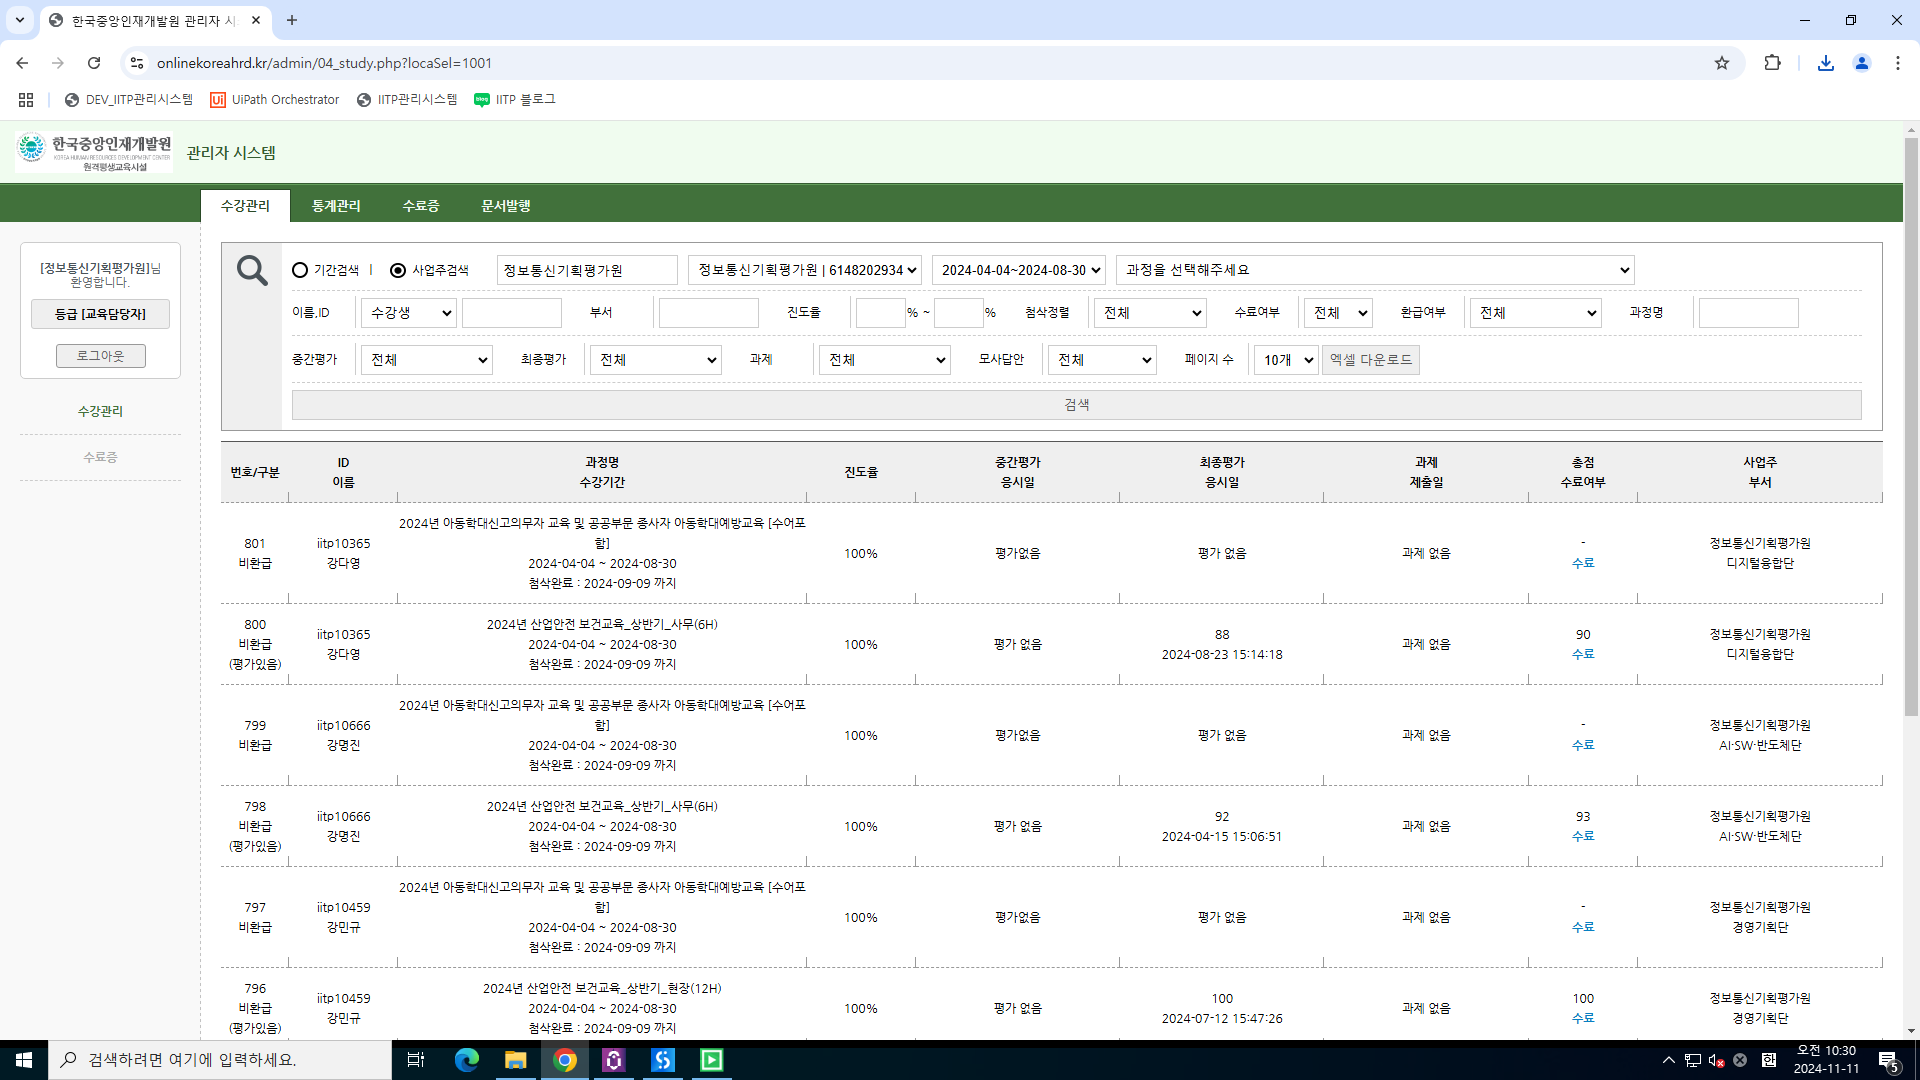 한국중앙인재개발원 관리자 시
onlinekoreahrd.kr/admin/04_study.php?locaSel=1001
DEV_IITP관리시스템 UiPath Orchestrator IITP관리시스템 IITP 블로그
한국중앙인재개발원
KOREA HUMAN RESOURCES DEVELOPMENT CENTER
원격평생교육시설
관리자 시스템
수강관리 통계관리 수료증 문서발행
[정보통신기획평가원]님
환영합니다.
등급 [교육담당자]
로그아웃
수강관리
수료증
기간검색 | 사업주검색 정보통신기획평가원 정보통신기획평가원 | 6148202934 2024-04-04~2024-08-30 과정을 선택해주세요
이름,ID 수강생 부서 진도율 % ~ % 첨삭정렬 전체 수료여부 전체 환급여부 전체 과정명
중간평가 전체 최종평가 전체 과제 전체 모사답안 전체 페이지 수 10개 엑셀 다운로드
검색
번호/구분 ID 이름 과정명 수강기간 진도율 중간평가 응시일 최종평가 응시일 과제 제출일 총점 수료여부 사업주 부서
801 비환급 iitp10365 강다영 2024년 아동학대신고의무자 교육 및 공공부문 종사자 아동학대예방교육 [수어포함] 2024-04-04 ~ 2024-08-30 첨삭완료 : 2024-09-09 까지 100% 평가없음 평가 없음 과제 없음 - 수료 정보통신기획평가원 디지털융합단
800 비환급 (평가있음) iitp10365 강다영 2024년 산업안전 보건교육_상반기_사무(6H) 2024-04-04 ~ 2024-08-30 첨삭완료 : 2024-09-09 까지 100% 평가 없음 88 2024-08-23 15:14:18 과제 없음 90 수료 정보통신기획평가원 디지털융합단
799 비환급 iitp10666 강명진 2024년 아동학대신고의무자 교육 및 공공부문 종사자 아동학대예방교육 [수어포함] 2024-04-04 ~ 2024-08-30 첨삭완료 : 2024-09-09 까지 100% 평가없음 평가 없음 과제 없음 - 수료 정보통신기획평가원 AI·SW·반도체단
798 비환급 (평가있음) iitp10666 강명진 2024년 산업안전 보건교육_상반기_사무(6H) 2024-04-04 ~ 2024-08-30 첨삭완료 : 2024-09-09 까지 100% 평가 없음 92 2024-04-15 15:06:51 과제 없음 93 수료 정보통신기획평가원 AI·SW·반도체단
797 비환급 iitp10459 강민규 2024년 아동학대신고의무자 교육 및 공공부문 종사자 아동학대예방교육 [수어포함] 2024-04-04 ~ 2024-08-30 첨삭완료 : 2024-09-09 까지 100% 평가없음 평가 없음 과제 없음 - 수료 정보통신기획평가원 경영기획단
796 비환급 (평가있음) iitp10459 강민규 2024년 산업안전 보건교육_상반기_현장(12H) 2024-04-04 ~ 2024-08-30 첨삭완료 : 2024-09-09 까지 100% 평가 없음 100 2024-07-12 15:47:26 과제 없음 100 수료 정보통신기획평가원 경영기획단
검색하려면 여기에 입력하세요.
한
오전 10:30
2024-11-11
5